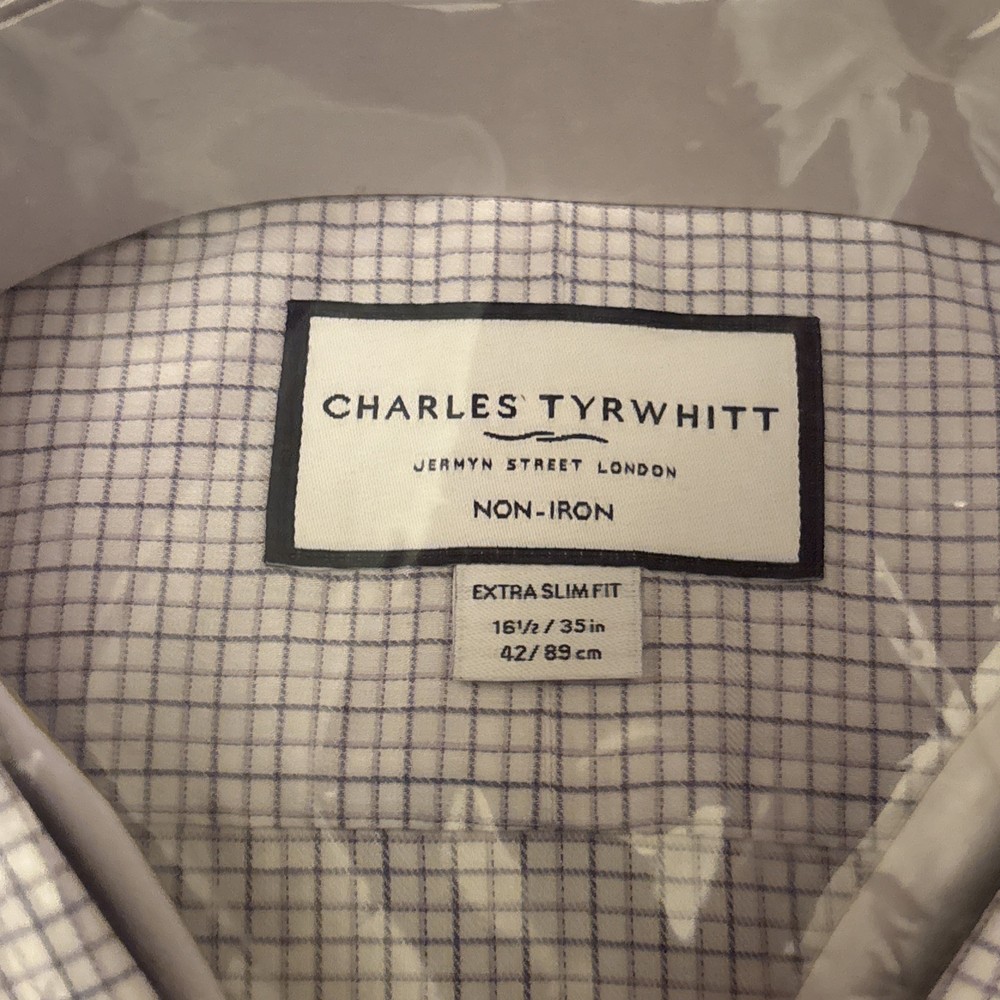 CHARLES TYRWHITT
JERMYN STREET LONDON
NON-IRON
EXTRA SLIM FIT
16½ / 35 in
42 / 89 cm